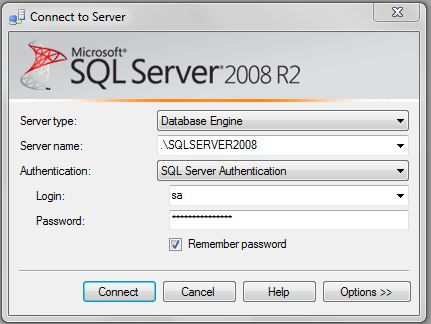 Connect to Server
Microsoft®
SQL Server® 2008 R2
Server type: Database Engine
Server name: .\SQLSERVER2008
Authentication: SQL Server Authentication
Login: sa
Password: ***************
Remember password
Connect Cancel Help Options >>